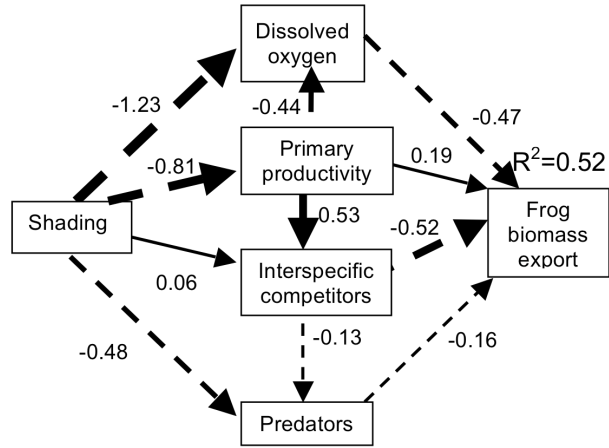 Dissolved
oxygen
-1.23
-0.44
-0.47
-0.81
Primary
productivity
0.19
R²=0.52
Shading
0.53
-0.52
Frog
biomass
export
0.06
Interspecific
competitors
-0.13
-0.16
-0.48
Predators